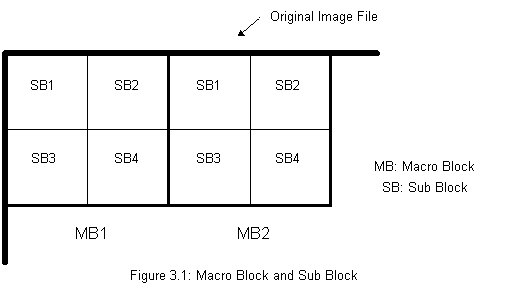 Original Image File
SB1 SB2 SB1 SB2
SB3 SB4 SB3 SB4
MB: Macro Block
SB: Sub Block
MB1 MB2
Figure 3.1: Macro Block and Sub Block